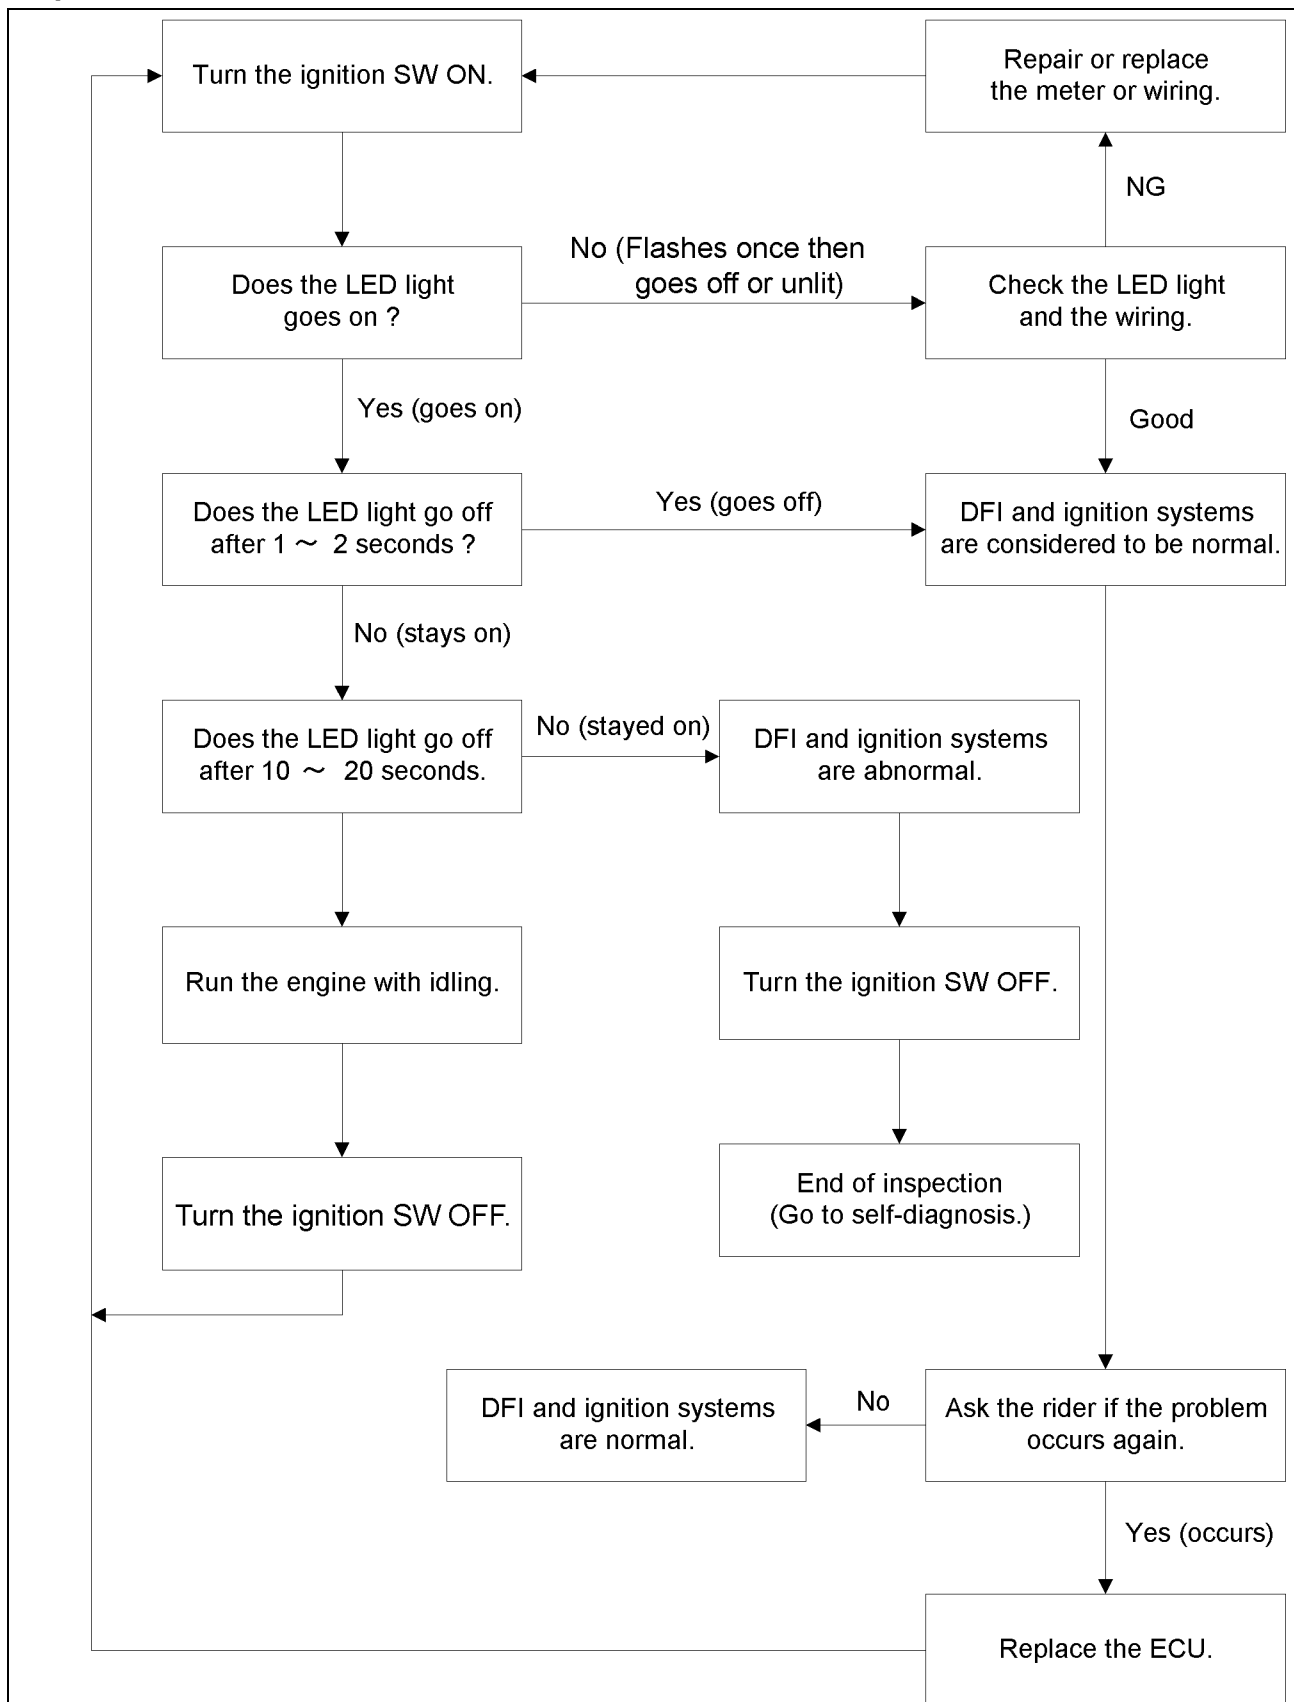 Turn the ignition SW ON.
Repair or replace
the meter or wiring.
NG
No (Flashes once then
goes off or unlit)
Does the LED light
goes on ?
Check the LED light
and the wiring.
Yes (goes on)
Good
Does the LED light go off
after 1 ～ 2 seconds ?
Yes (goes off)
DFI and ignition systems
are considered to be normal.
No (stays on)
Does the LED light go off
after 10 ～ 20 seconds.
No (stayed on)
DFI and ignition systems
are abnormal.
Run the engine with idling.
Turn the ignition SW OFF.
Turn the ignition SW OFF.
End of inspection
(Go to self-diagnosis.)
DFI and ignition systems
are normal.
No
Ask the rider if the problem
occurs again.
Yes (occurs)
Replace the ECU.